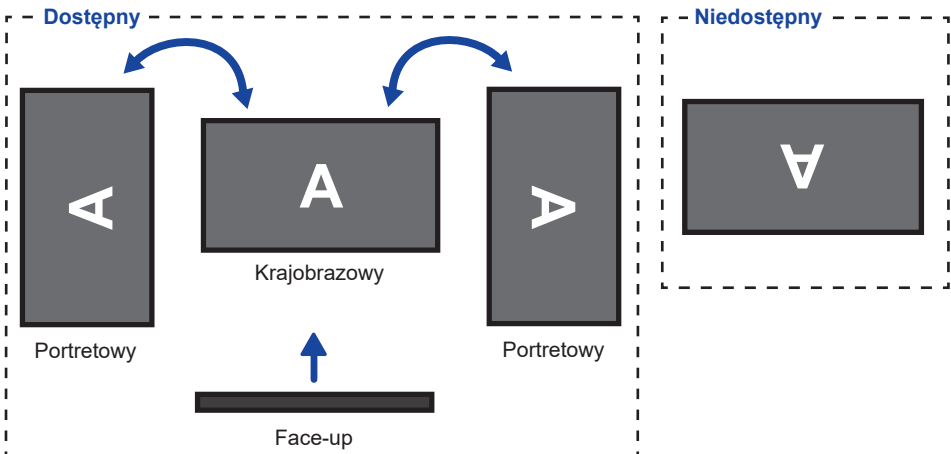 Dostępny
Niedostępny
A
A
A
A
Krajobrazowy
Portretowy
Portretowy
Face-up